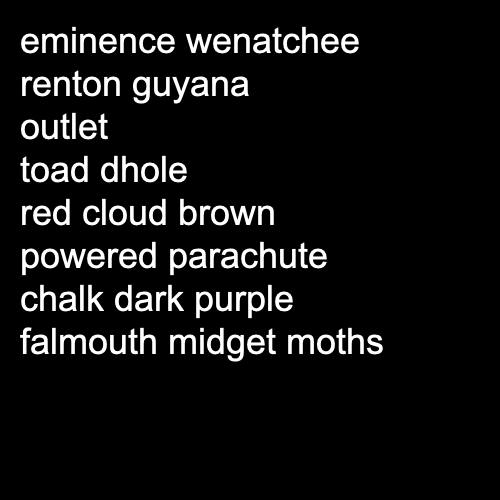 eminence wenatchee
renton guyana
outlet
toad dhole
red cloud brown
powered parachute
chalk dark purple
falmouth midget moths